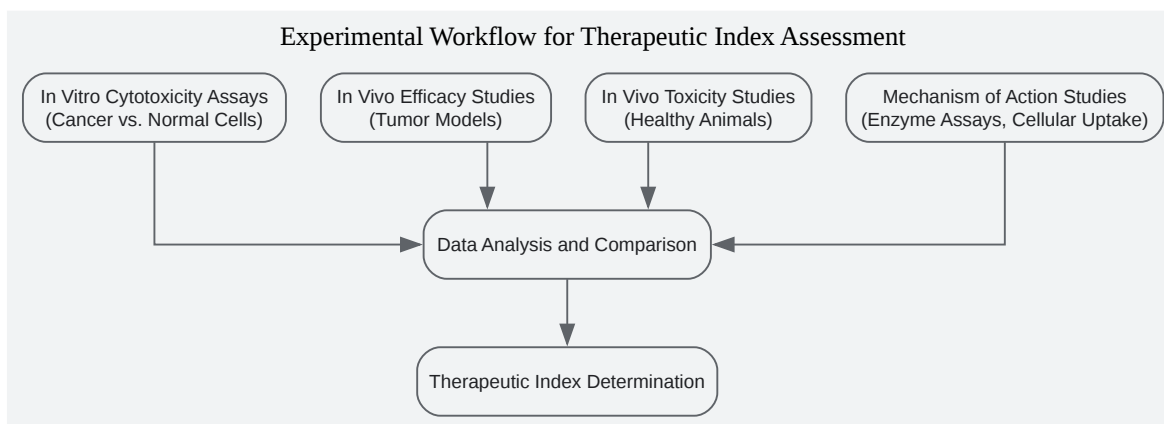 Experimental Workflow for Therapeutic Index Assessment
In Vitro Cytotoxicity Assays
(Cancer vs. Normal Cells)
In Vivo Efficacy Studies
(Tumor Models)
In Vivo Toxicity Studies
(Healthy Animals)
Mechanism of Action Studies
(Enzyme Assays, Cellular Uptake)
Data Analysis and Comparison
Therapeutic Index Determination